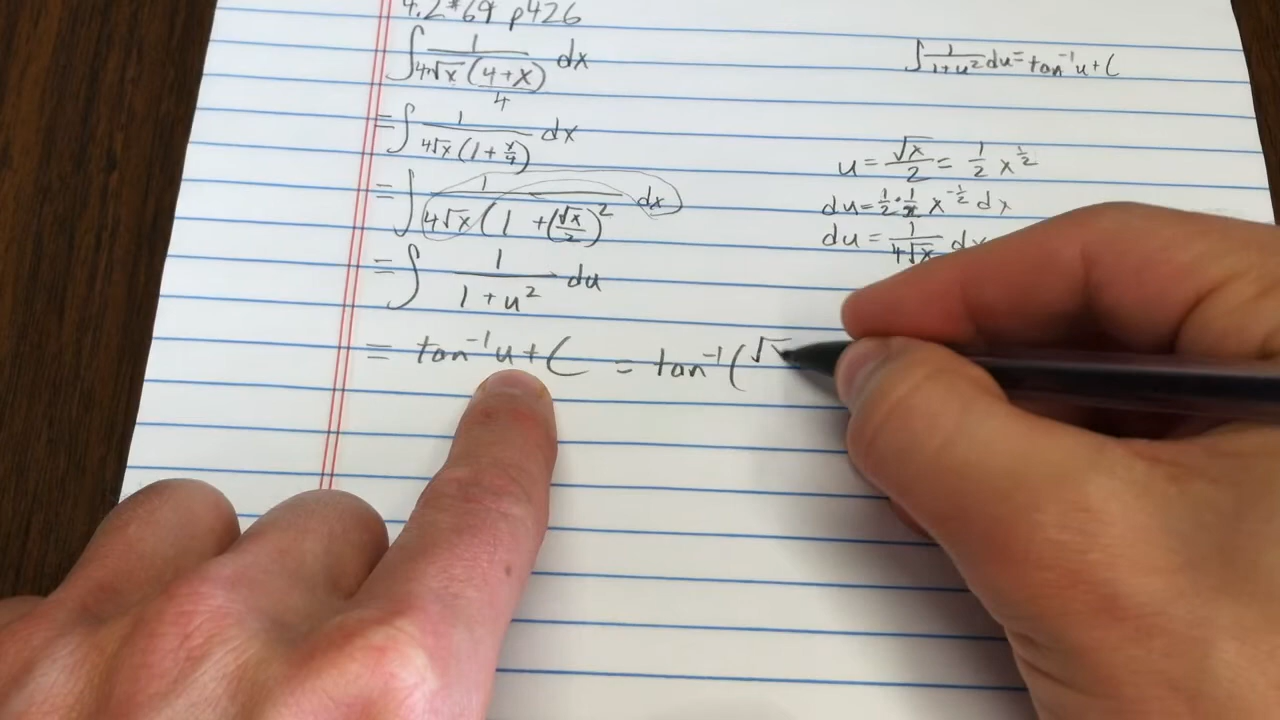 4.2 #69 p426
∫ 1/(4√x (4+x)/4) dx
∫ 1/(1+u²) du = tan⁻¹u + C
= ∫ 1/(4√x (1 + x/4)) dx
u = √x/2 = 1/2 x^(1/2)
= ∫ 1/(4√x (1 + (√x/2)²) dx
du = 1/2 · 1/2 x^(-1/2) dx
du = 1/(4√x) dx
= ∫ 1/(1+u²) du
= tan⁻¹u + C = tan⁻¹(√x